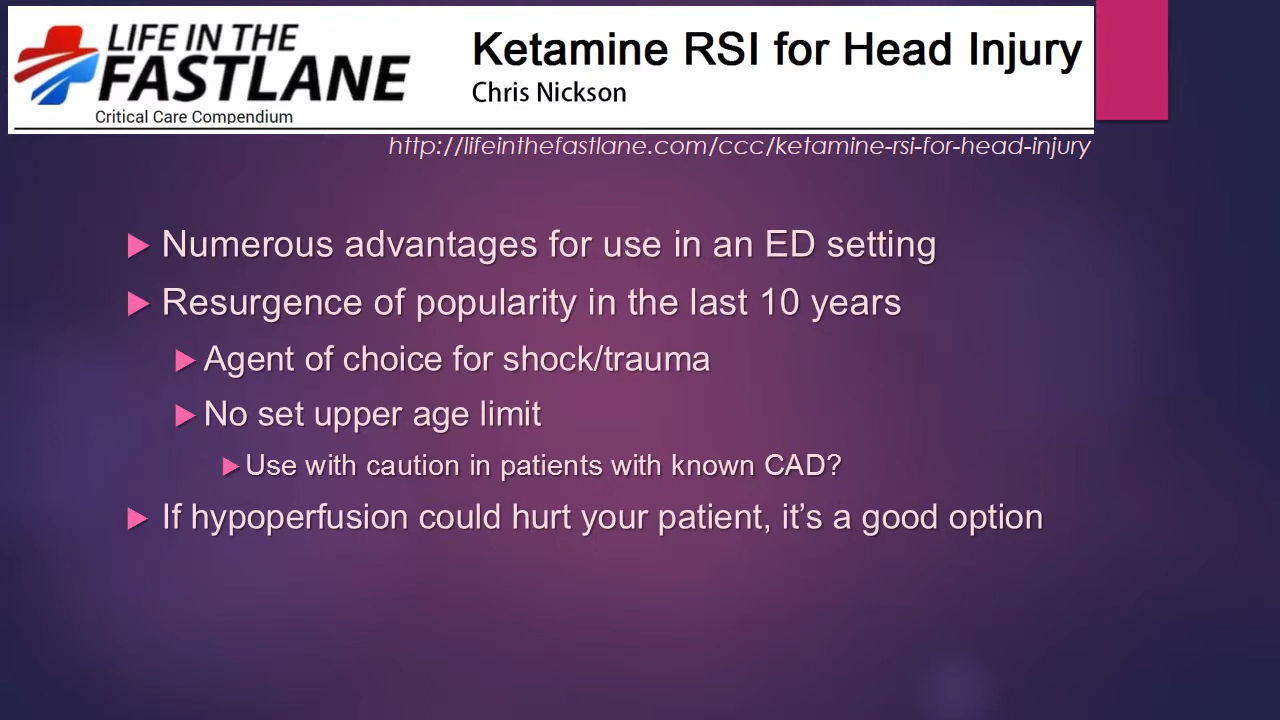 LIFE IN THE
FASTLANE
Critical Care Compendium
Ketamine RSI for Head Injury
Chris Nickson
http://lifeinthefastlane.com/ccc/ketamine-rsi-for-head-injury
Numerous advantages for use in an ED setting
Resurgence of popularity in the last 10 years
Agent of choice for shock/trauma
No set upper age limit
Use with caution in patients with known CAD?
If hypoperfusion could hurt your patient, it’s a good option